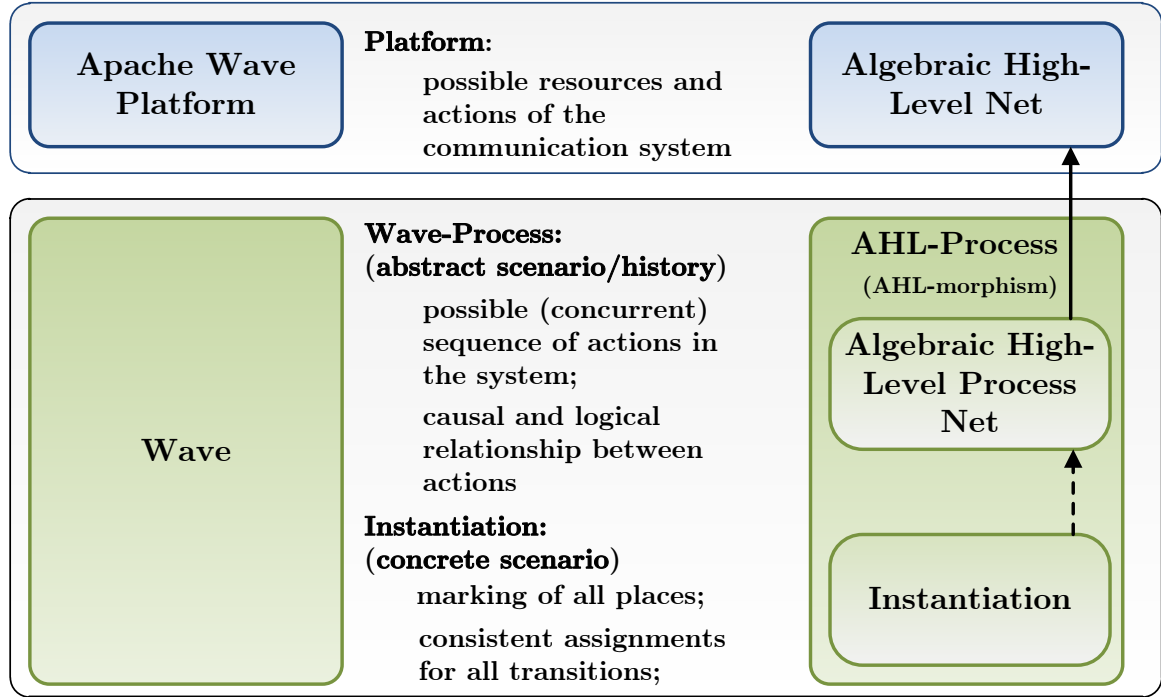 Apache Wave
Platform
Platform:
possible resources and
actions of the
communication system
Algebraic High-
Level Net
Wave
Wave-Process:
(abstract scenario/history)
possible (concurrent)
sequence of actions in
the system;
causal and logical
relationship between
actions
Instantiation:
(concrete scenario)
marking of all places;
consistent assignments
for all transitions;
AHL-Process
(AHL-morphism)
Algebraic High-
Level Process
Net
Instantiation